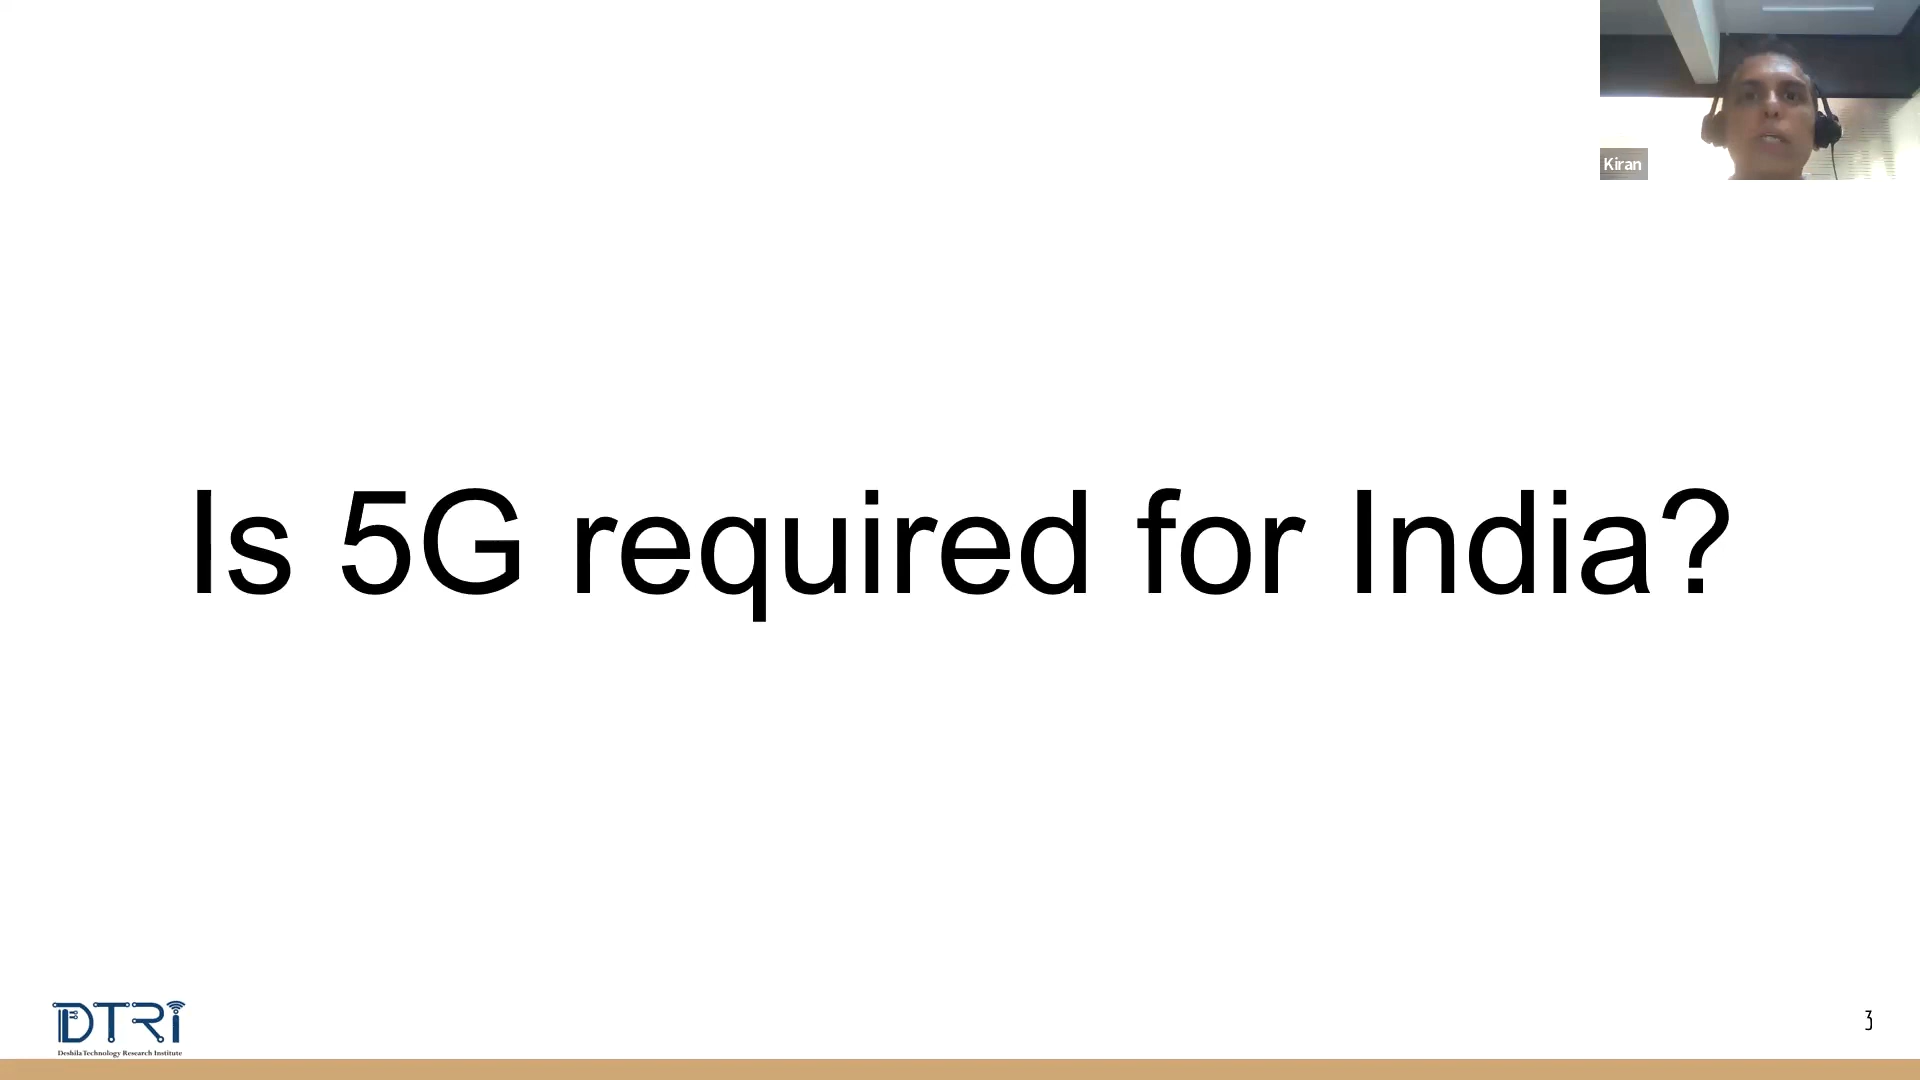 Kiran
Is 5G required for India?
DTRi
Deshila Technology Research Institute
3